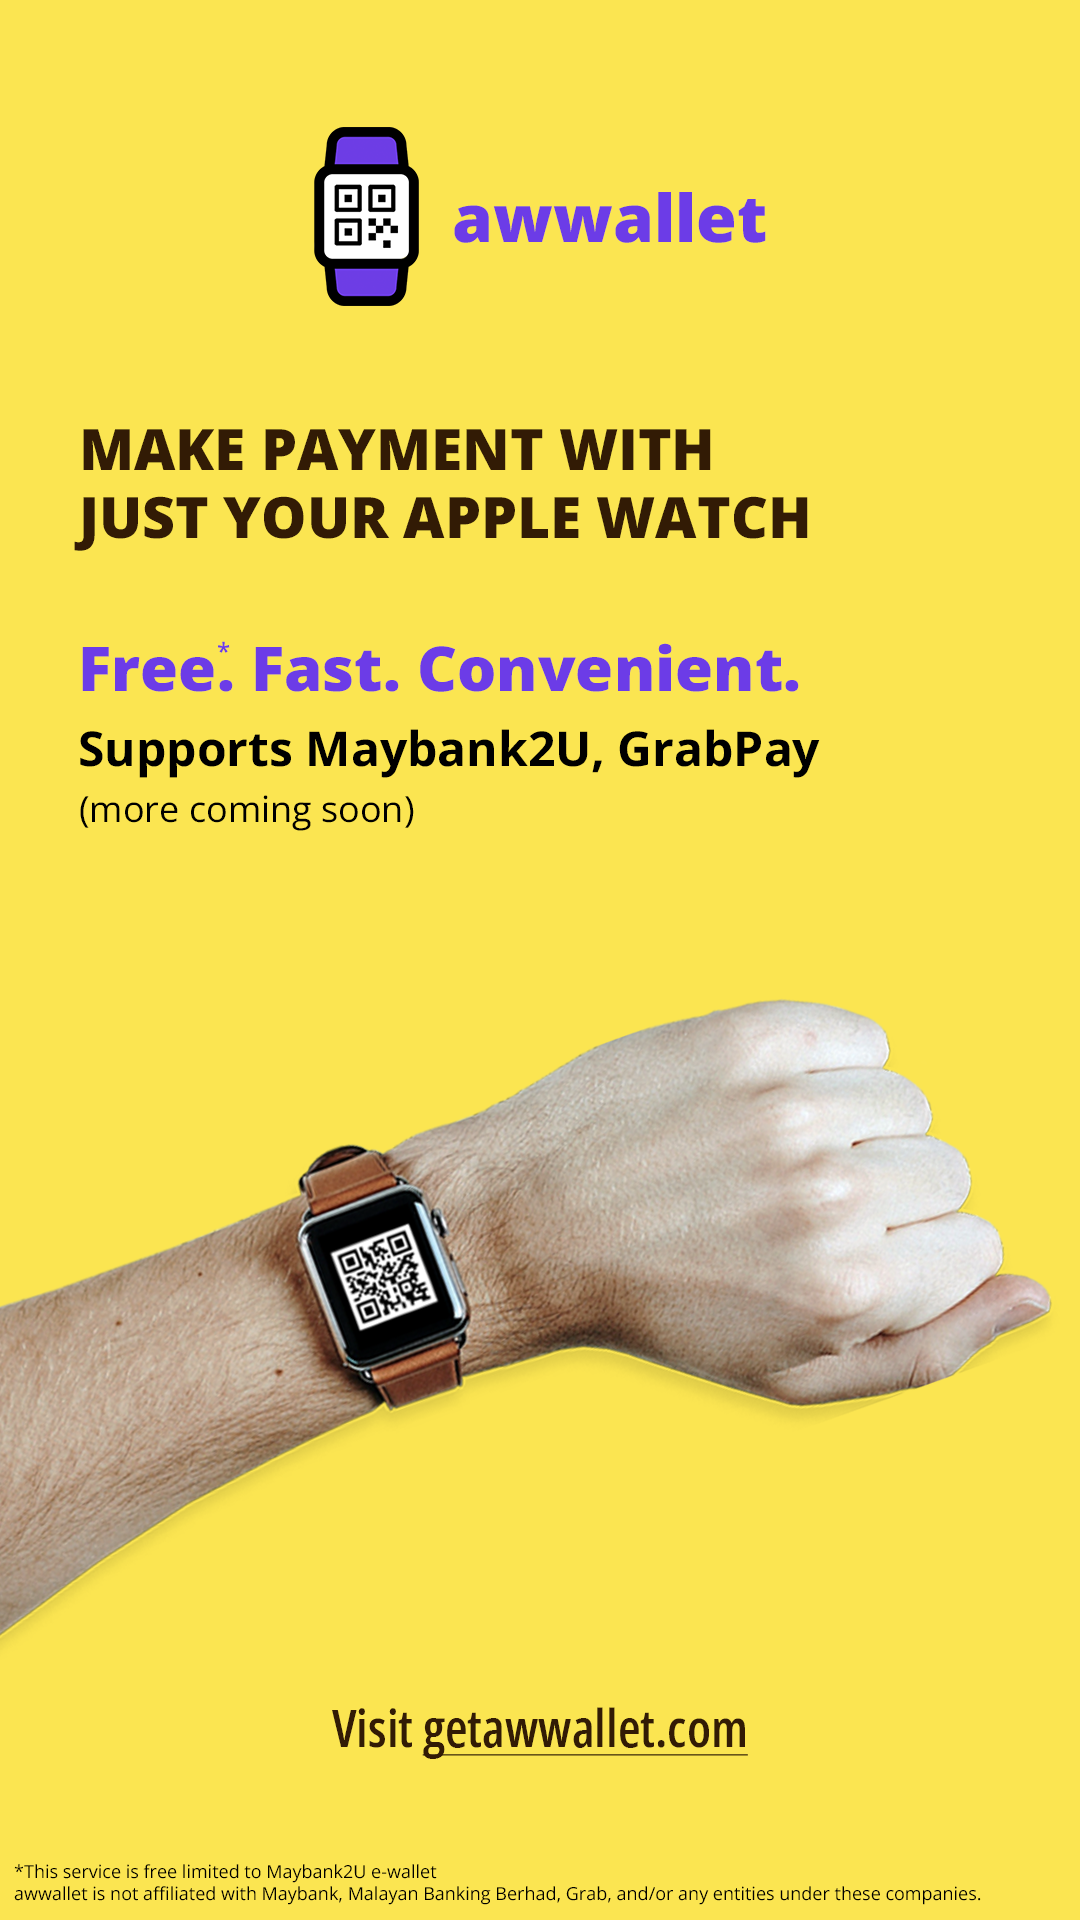 awwallet
MAKE PAYMENT WITH
JUST YOUR APPLE WATCH
Free.* Fast. Convenient.
Supports Maybank2U, GrabPay
(more coming soon)
Visit getawwallet.com
*This service is free limited to Maybank2U e-wallet
awwallet is not affiliated with Maybank, Malayan Banking Berhad, Grab, and/or any entities under these companies.